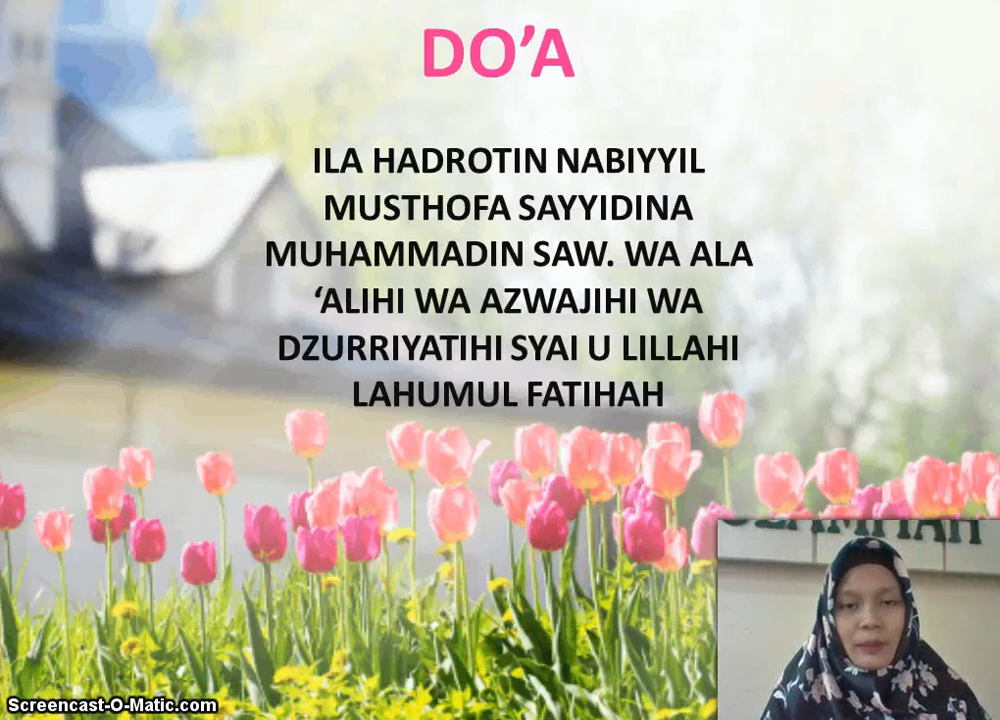 DO'A
ILA HADROTIN NABIYYIL
MUSTHOFA SAYYIDINA
MUHAMMADIN SAW. WA ALA
‘ALIHI WA AZWAJIHI WA
DZURRIYATIHI SYAI U LILLAHI
LAHUMUL FATIHAH
Screencast-O-Matic.com